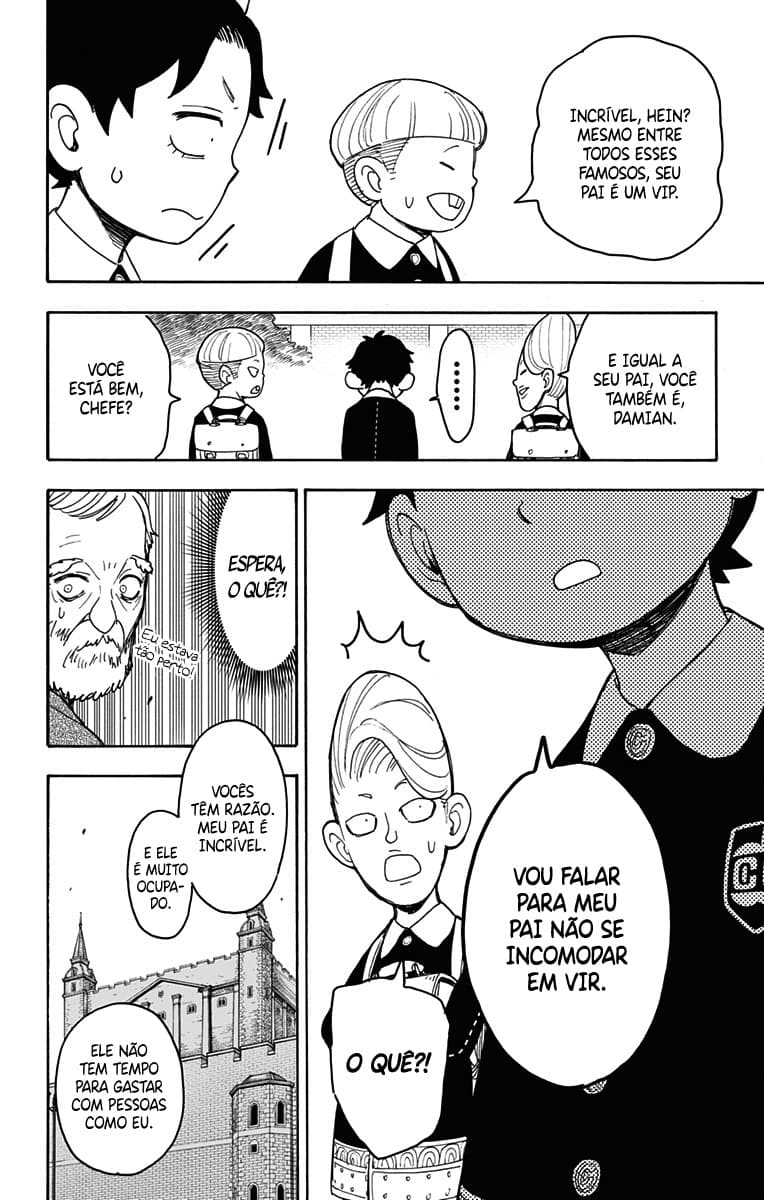 INCRÍVEL, HEIN?
MESMO ENTRE
TODOS ESSES
FAMOSOS, SEU
PAI É UM VIP.
E IGUAL A
SEU PAI, VOCÊ
TAMBÉM É,
DAMIAN.
......
VOCÊ
ESTÁ BEM,
CHEFE?
VOU FALAR
PARA MEU
PAI NÃO SE
INCOMODAR
EM VIR.
O QUÊ?!
ESPERA,
O QUÊ?!
Eu estava
tão perto!
VOCÊS
TÊM RAZÃO.
MEU PAI É
INCRÍVEL.
E ELE
É MUITO
OCUPA-
DO.
ELE NÃO
TEM TEMPO
PARA GASTAR
COM PESSOAS
COMO EU.